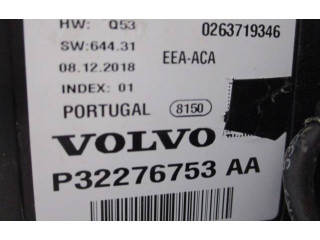 HW: Q53 0263719346
SW:644.31 EEA-ACA
08.12.2018
INDEX: 01
PORTUGAL 8150
VOLVO
P32276753 AA